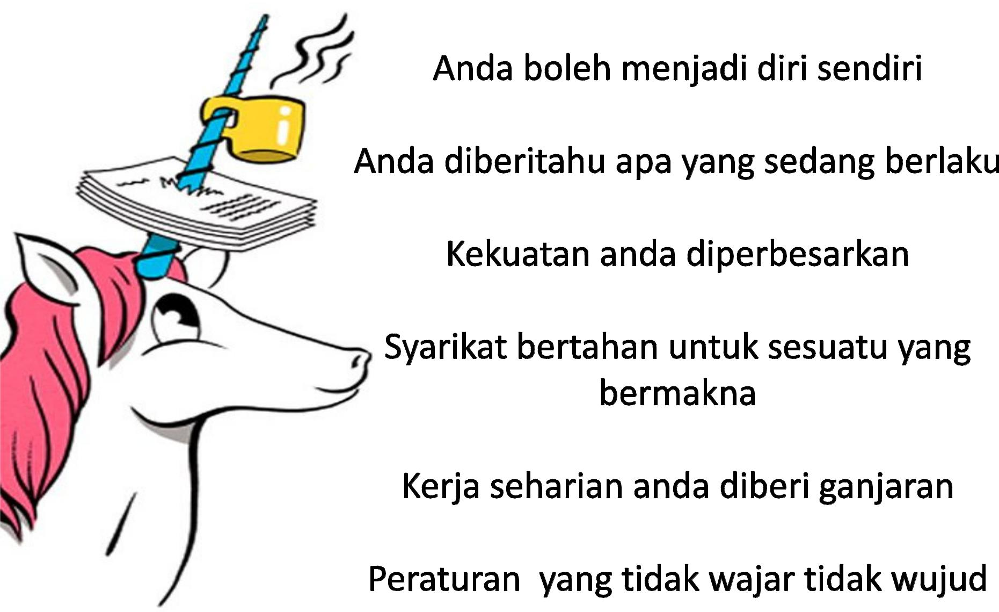 Anda boleh menjadi diri sendiri
Anda diberitahu apa yang sedang berlaku
Kekuatan anda diperbesarkan
Syarikat bertahan untuk sesuatu yang
bermakna
Kerja seharian anda diberi ganjaran
Peraturan  yang tidak wajar tidak wujud